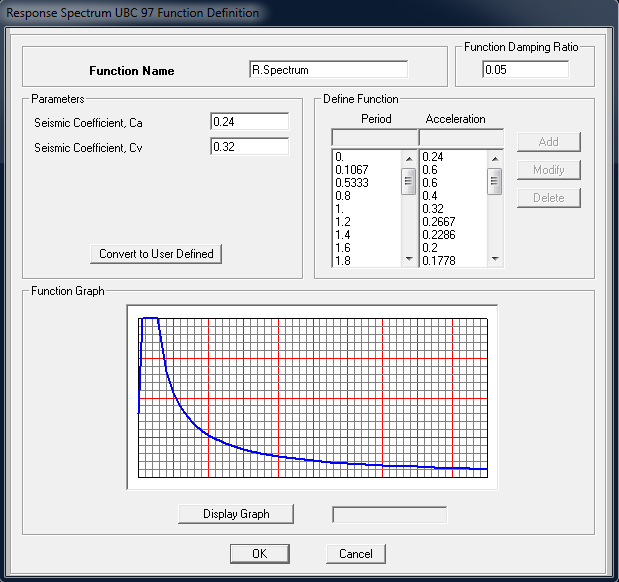 Response Spectrum UBC 97 Function Definition
Function Damping Ratio
Function Name
R.Spectrum
0.05
Parameters
Define Function
Seismic Coefficient, Ca
0.24
Seismic Coefficient, Cv
0.32
Period Acceleration
0. 0.24
0.1067 0.6
0.5333 0.6
0.8 0.4
1. 0.32
1.2 0.2667
1.4 0.2286
1.6 0.2
1.8 0.1778
Add
Modify
Delete
Convert to User Defined
Function Graph
Display Graph
OK Cancel